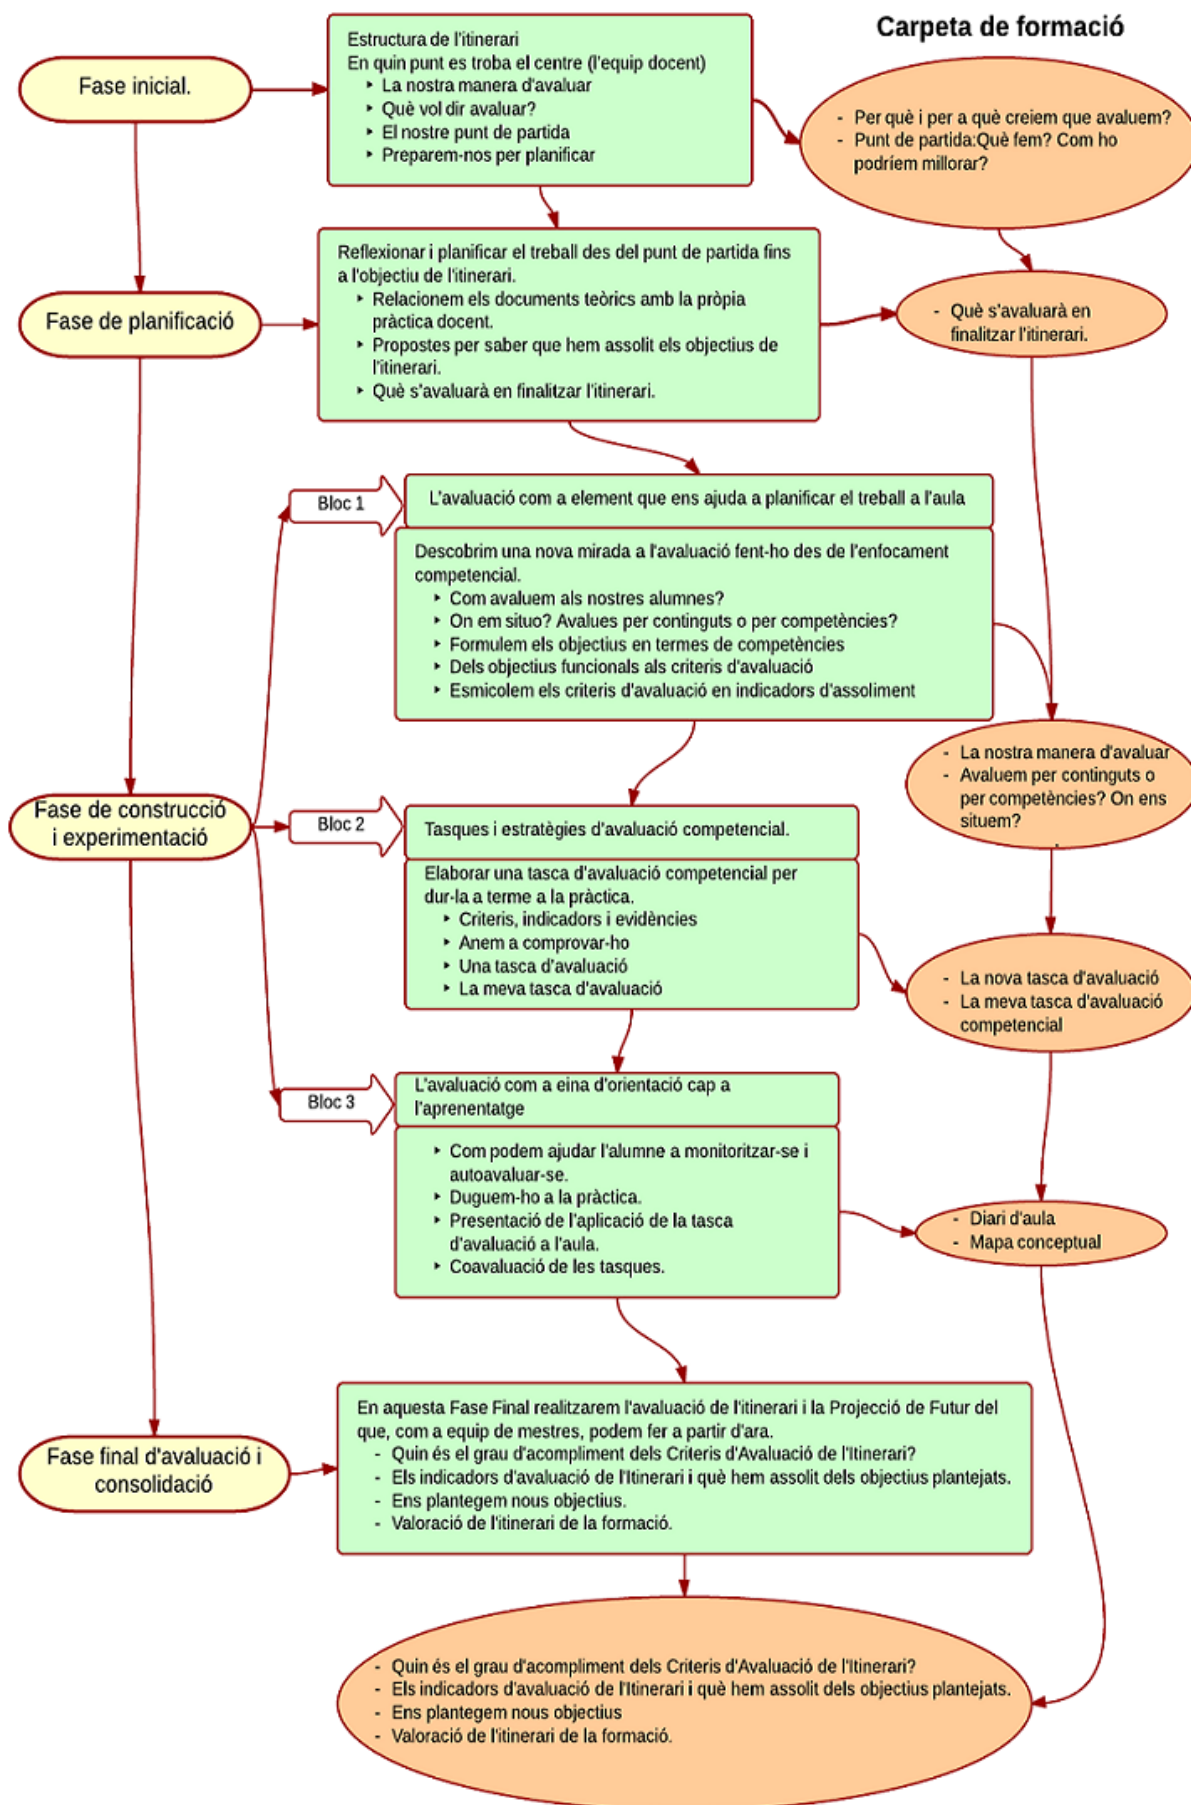 Carpeta de formació
Fase inicial.
Estructura de l'itinerari
En quin punt es troba el centre (l'equip docent)
‣ La nostra manera d'avaluar
‣ Què vol dir avaluar?
‣ El nostre punt de partida
‣ Preparem-nos per planificar
- Per què i per a què creiem que avaluem?
- Punt de partida:Què fem? Com ho
podríem millorar?
Fase de planificació
Reflexionar i planificar el treball des del punt de partida fins
a l'objectiu de l'itinerari.
‣ Relacionem els documents teòrics amb la pròpia
pràctica docent.
‣ Propostes per saber que hem assolit els objectius de
l'itinerari.
‣ Què s'avaluarà en finalitzar l'itinerari.
- Què s'avaluarà en
finalitzar l'itinerari.
Fase de construcció
i experimentació
Bloc 1
L'avaluació com a element que ens ajuda a planificar el treball a l'aula
Descobrim una nova mirada a l'avaluació fent-ho des de l'enfocament
competencial.
‣ Com avaluem als nostres alumnes?
‣ On em situo? Avalues per continguts o per competències?
‣ Formulem els objectius en termes de competències
‣ Dels objectius funcionals als criteris d'avaluació
‣ Esmicolem els criteris d'avaluació en indicadors d'assoliment
- La nostra manera d'avaluar
- Avaluem per continguts o
per competències? On ens
situem?
.
Bloc 2
Tasques i estratègies d'avaluació competencial.
Elaborar una tasca d'avaluació competencial per
dur-la a terme a la pràctica.
‣ Criteris, indicadors i evidències
‣ Anem a comprovar-ho
‣ Una tasca d'avaluació
‣ La meva tasca d'avaluació
- La nova tasca d'avaluació
- La meva tasca d'avaluació
competencial
Bloc 3
L'avaluació com a eina d'orientació cap a
l'aprenentatge
‣ Com podem ajudar l'alumne a monitoritzar-se i
autoavaluar-se.
‣ Duguem-ho a la pràctica.
‣ Presentació de l'aplicació de la tasca
d'avaluació a l'aula.
‣ Coavaluació de les tasques.
- Diari d'aula
- Mapa conceptual
Fase final d'avaluació i
consolidació
En aquesta Fase Final realitzarem l'avaluació de l'itinerari i la Projecció de Futur del
que, com a equip de mestres, podem fer a partir d'ara.
- Quin és el grau d'acompliment dels Criteris d'Avaluació de l'Itinerari?
- Els indicadors d'avaluació de l'Itinerari i què hem assolit dels objectius plantejats.
- Ens plantegem nous objectius.
- Valoració de l'itinerari de la formació.
- Quin és el grau d'acompliment dels Criteris d'Avaluació de l'Itinerari?
- Els indicadors d'avaluació de l'Itinerari i què hem assolit dels objectius plantejats.
- Ens plantegem nous objectius
- Valoració de l'itinerari de la formació.